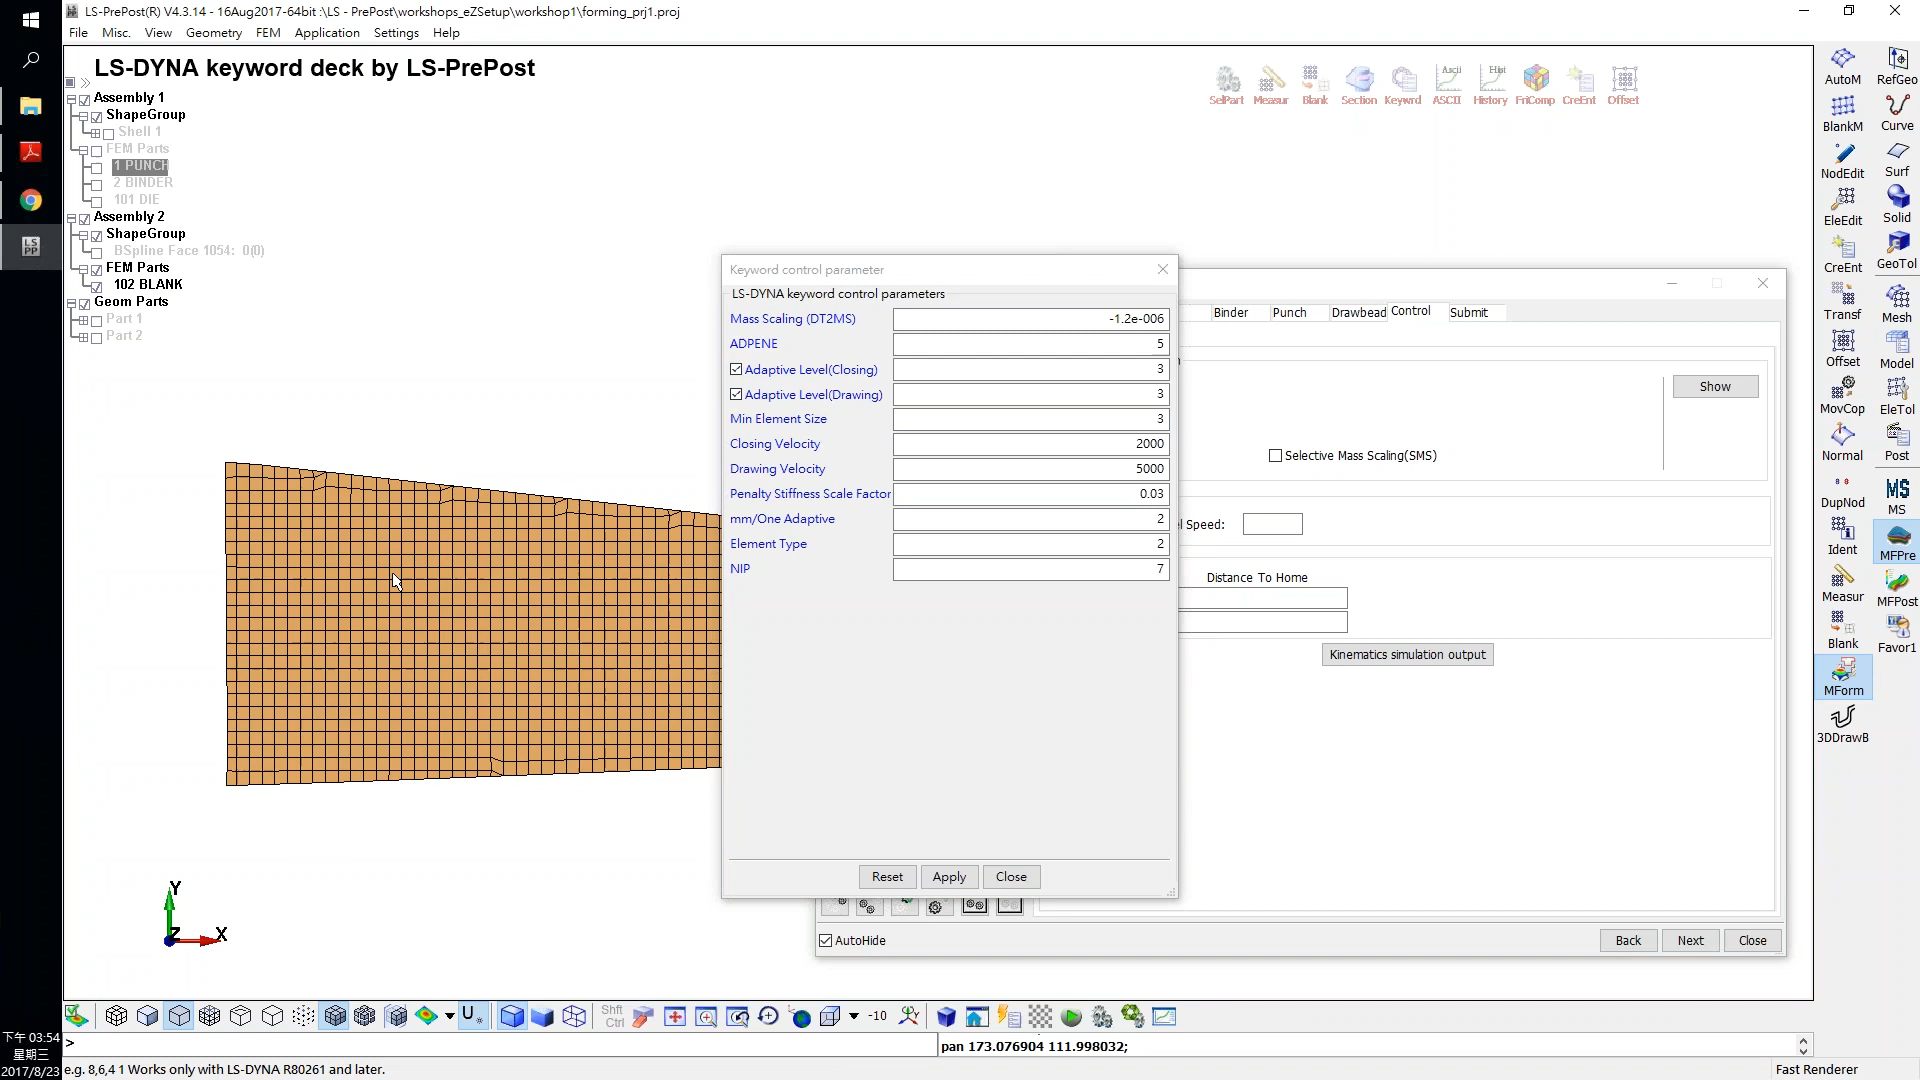 LS-PrePost(R) V4.3.14 - 16Aug2017-64bit :\LS - PrePost\workshops_eZSetup\workshop1\forming_prj1.proj
File Misc. View Geometry FEM Application Settings Help
LS-DYNA keyword deck by LS-PrePost
Assembly 1
ShapeGroup
Shell 1
FEM Parts
1 PUNCH
2 BINDER
101 DIE
Assembly 2
ShapeGroup
BSpline Face 1054: 0(0)
FEM Parts
102 BLANK
Geom Parts
Part 1
Part 2
SelPart Measur Blank Section Keywrd ASCII History FriComp CreEnt Offset
Ascii
Hist
Keyword control parameter
LS-DYNA keyword control parameters
Mass Scaling (DT2MS) -1.2e-006
ADPENE 5
Adaptive Level(Closing) 3
Adaptive Level(Drawing) 3
Min Element Size 3
Closing Velocity 2000
Drawing Velocity 5000
Penalty Stiffness Scale Factor 0.03
mm/One Adaptive 2
Element Type 2
NIP 7
Reset Apply Close
Binder Punch Drawbead Control Submit
Show
Selective Mass Scaling(SMS)
l Speed:
Distance To Home
Kinematics simulation output
AutoHide
Back Next Close
AutoM RefGeo
BlankM Curve
NodEdit Surf
EleEdit Solid
CreEnt GeoTol
Transf Mesh
Offset Model
MovCop EleTol
Normal Post
DupNod MS
MS
Ident MFPre
Measur MFPost
Blank Favor1
MForm
3DDrawB
Y
Z X
U
Shft
Ctrl
-10
LS
PP
>
pan 173.076904 111.998032;
e.g. 8,6,4 1 Works only with LS-DYNA R80261 and later.
Fast Renderer
下午 03:54
星期三
2017/8/23